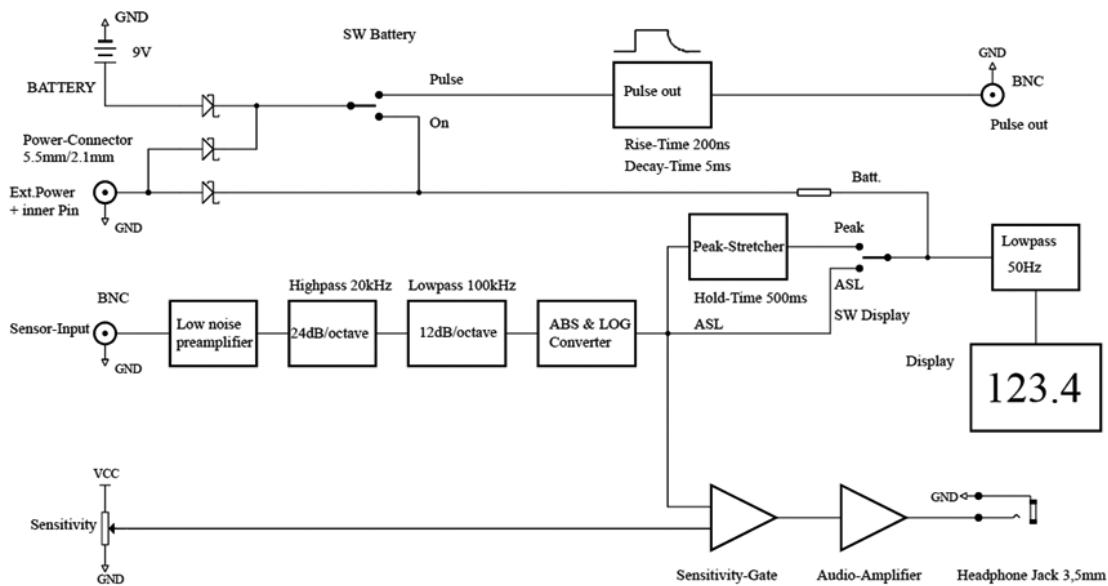 GND
9V
BATTERY
SW Battery
Pulse
On
Pulse out
Rise-Time 200ns
Decay-Time 5ms
GND
BNC
Pulse out
Power-Connector
5.5mm/2.1mm
Ext.Power
+ inner Pin
GND
Batt.
Peak
Peak-Stretcher
Hold-Time 500ms
ASL
SW Display
ASL
Lowpass
50Hz
BNC
Sensor-Input
GND
Low noise
preamplifier
Highpass 20kHz
24dB/octave
Lowpass 100kHz
12dB/octave
ABS & LOG
Converter
Display
123.4
VCC
Sensitivity
GND
Sensitivity-Gate
Audio-Amplifier
GND
Headphone Jack 3,5mm